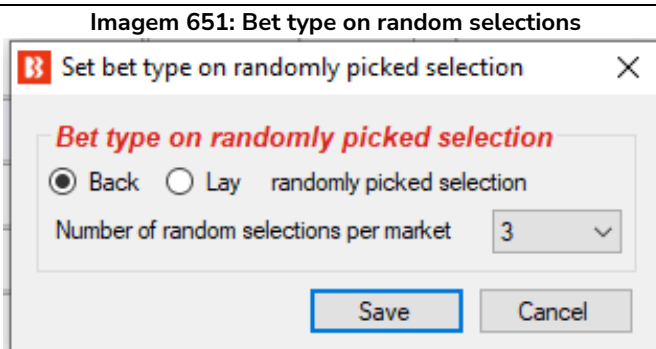 Imagem 651: Bet type on random selections
Set bet type on randomly picked selection
Bet type on randomly picked selection
Back Lay randomly picked selection
Number of random selections per market 3
Save Cancel